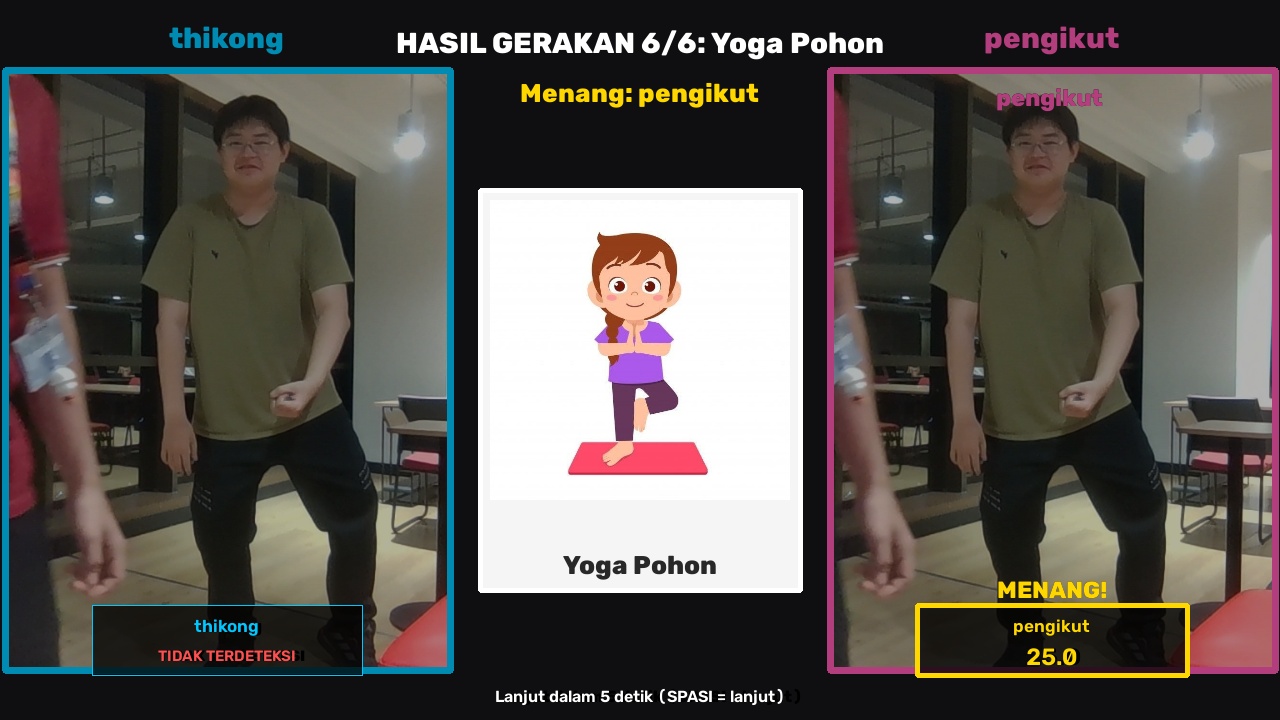 thikong
HASIL GERAKAN 6/6: Yoga Pohon
pengikut
Menang: pengikut
pengikut
Yoga Pohon
MENANG!
thikong
TIDAK TERDETEKSI
pengikut
25.0
Lanjut dalam 5 detik (SPASI = lanjut)